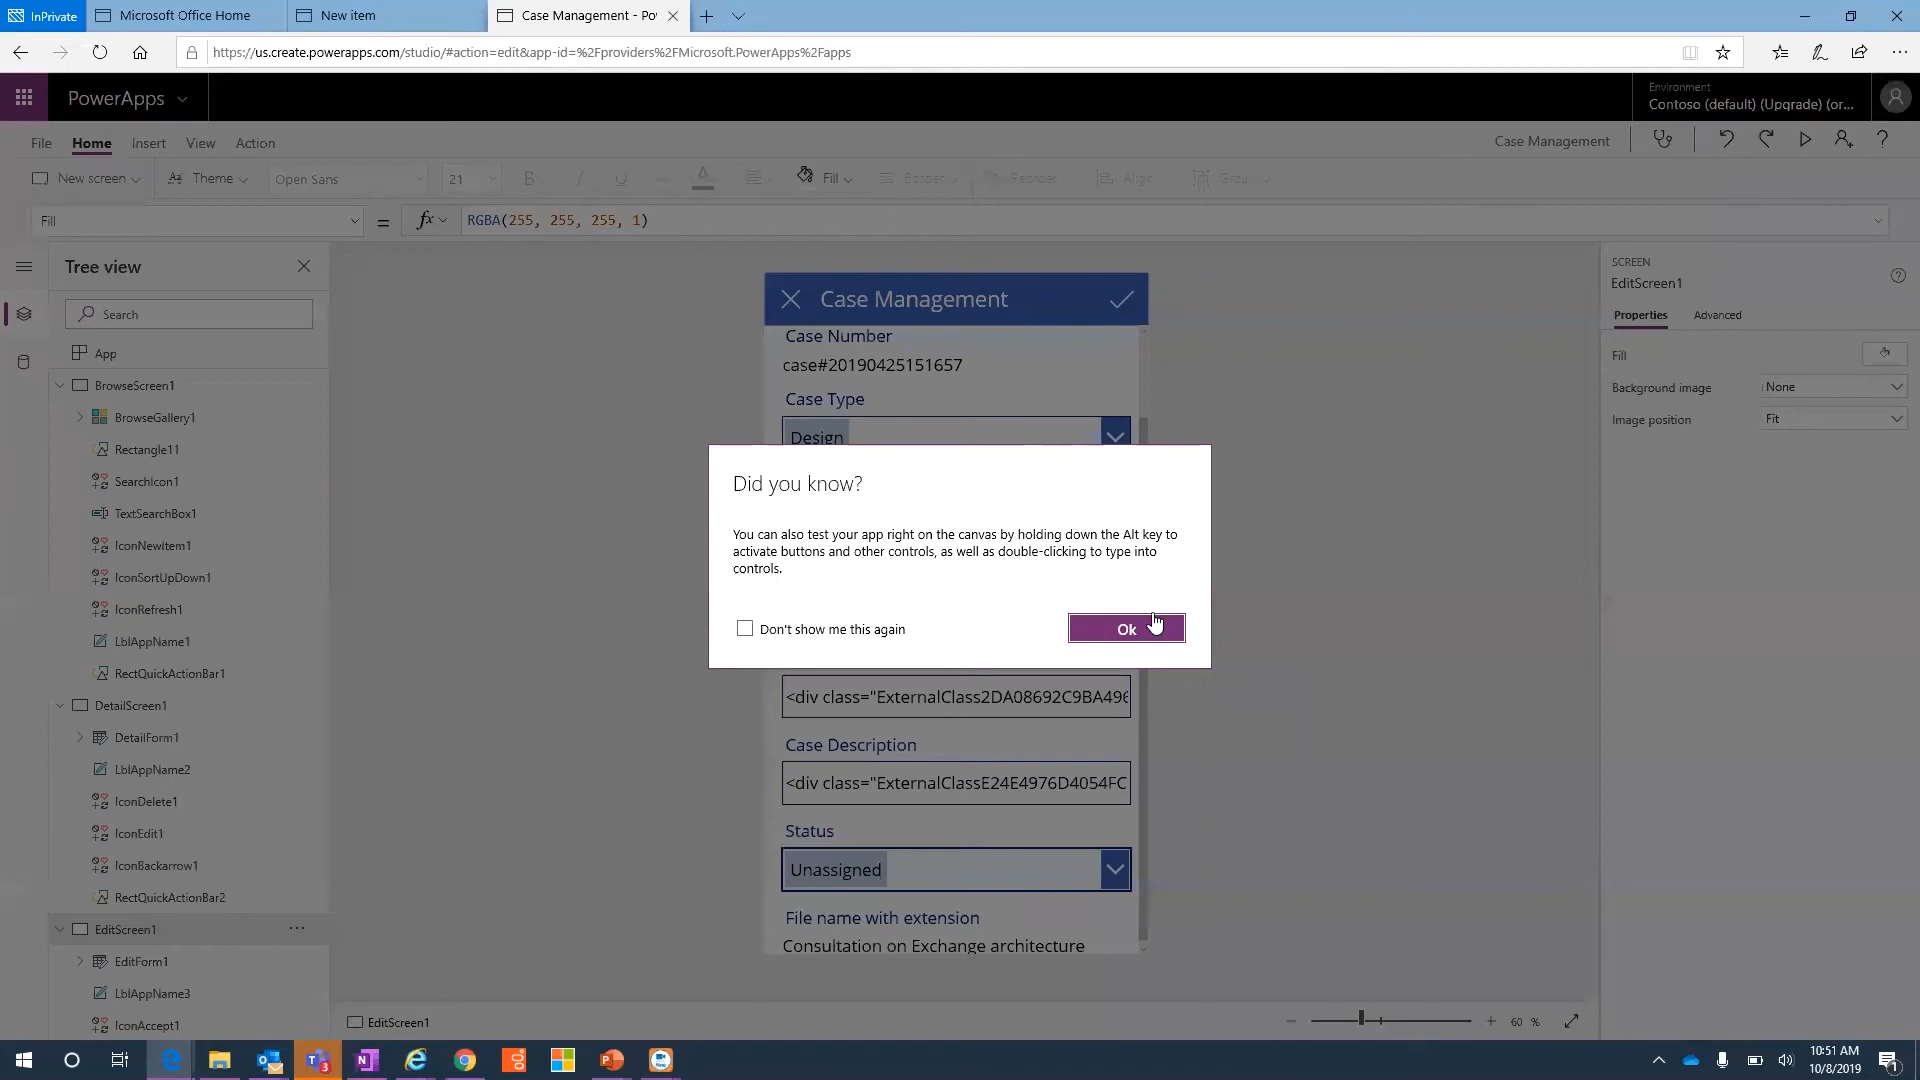 InPrivate
Microsoft Office Home
New item
Case Management - Po
https://us.create.powerapps.com/studio/#action=edit&app-id=%2Fproviders%2FMicrosoft.PowerApps%2Fapps
PowerApps
Environment
Contoso (default) (Upgrade) (or...
File Home Insert View Action
Case Management
New screen Theme Open Sans 21 B I U A Fill Border Reorder Align Group
Fill = fx RGBA(255, 255, 255, 1)
Tree view
Search
App
BrowseScreen1
BrowseGallery1
Rectangle11
SearchIcon1
TextSearchBox1
IconNewItem1
IconSortUpDown1
IconRefresh1
LblAppName1
RectQuickActionBar1
DetailScreen1
DetailForm1
LblAppName2
IconDelete1
IconEdit1
IconBackarrow1
RectQuickActionBar2
EditScreen1 ...
EditForm1
LblAppName3
IconAccept1
Case Management
Case Number
case#20190425151657
Case Type
Design
Did you know?
You can also test your app right on the canvas by holding down the Alt key to
activate buttons and other controls, as well as double-clicking to type into
controls.
Don't show me this again
Ok
<div class="ExternalClass2DA08692C9BA496
Case Description
<div class="ExternalClassE24E4976D4054FC
Status
Unassigned
File name with extension
Consultation on Exchange architecture
SCREEN
EditScreen1
Properties Advanced
Fill
Background image None
Image position Fit
EditScreen1
60 %
3
10:51 AM
10/8/2019
1